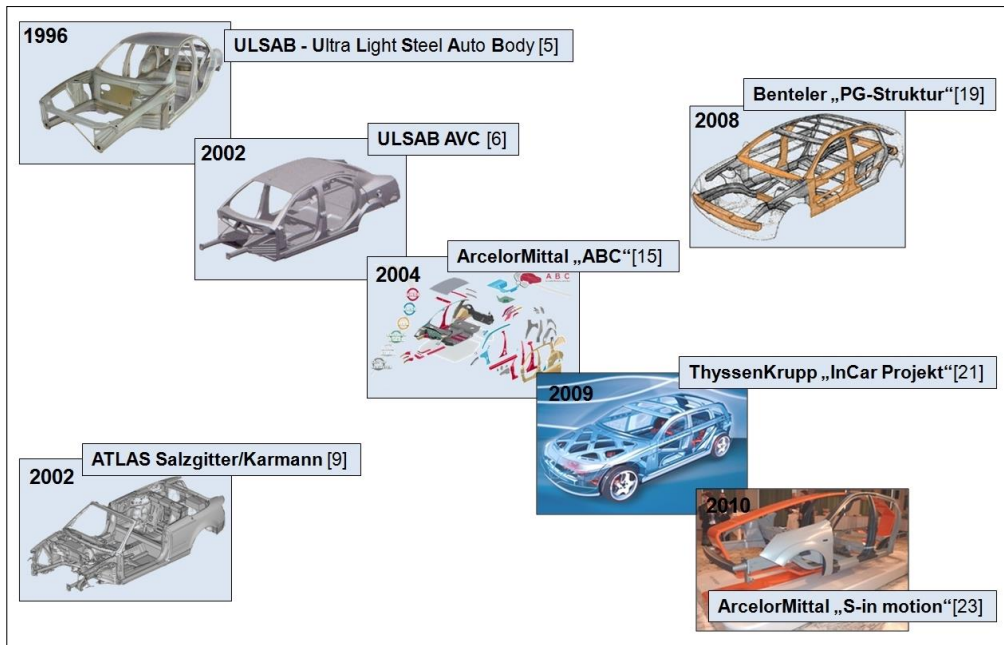 1996
ULSAB - Ultra Light Steel Auto Body [5]
2002
ULSAB AVC [6]
Benteler „PG-Struktur“[19]
2008
ArcelorMittal „ABC“[15]
2004
A B C
ThyssenKrupp „InCar Projekt“[21]
2009
ATLAS Salzgitter/Karmann [9]
2002
2010
ArcelorMittal „S-in motion“[23]